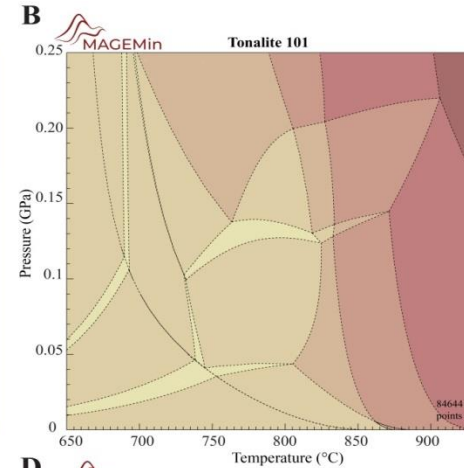 B
MAGEMin
Tonalite 101
0.25
0.20
0.15
0.1
0.05
0
Pressure (GPa)
84644
points
650
700
750
800
850
900
Temperature (°C)
D